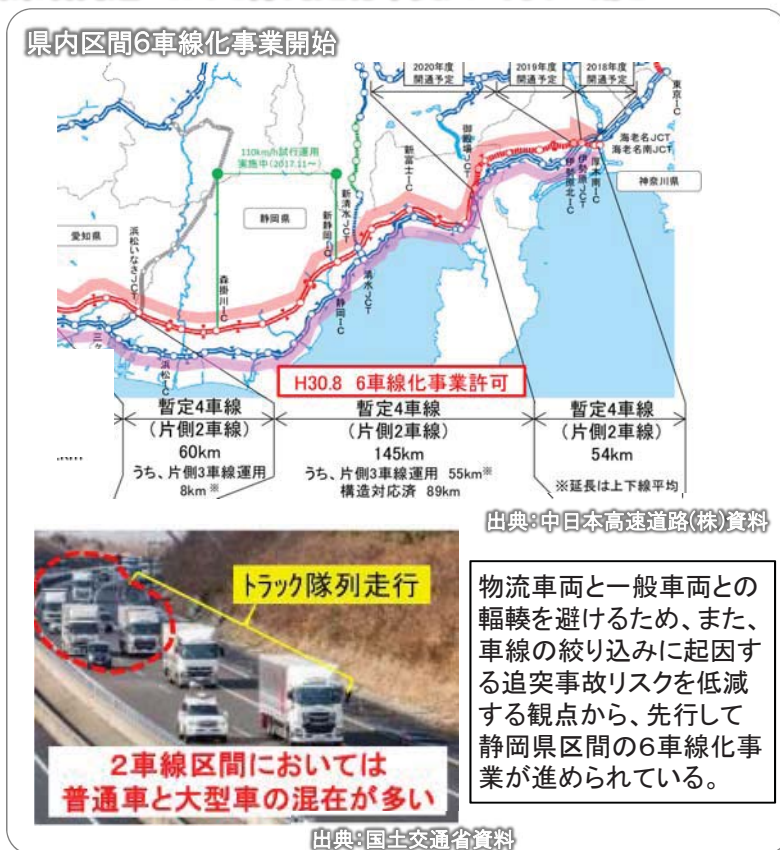 県内区間6車線化事業開始
2020年度
開通予定
2019年度
開通予定
2018年度
開通予定
東京IC
海老名JCT
海老名南JCT
厚木南IC
伊勢原JCT
伊勢原北IC
神奈川県
御殿場JCT
新富士IC
110km/h試行運用
実施中(2017.11~)
新清水JCT
清水JCT
新静岡IC
静岡IC
静岡県
愛知県
浜松いなさJCT
森掛川IC
浜松IC
三ヶ
H30.8 6車線化事業許可
暫定4車線
(片側2車線)
60km
うち、片側3車線運用
8km※
暫定4車線
(片側2車線)
145km
うち、片側3車線運用 55km※
構造対応済 89km
暫定4車線
(片側2車線)
54km
※延長は上下線平均
出典:中日本高速道路(株)資料
トラック隊列走行
2車線区間においては
普通車と大型車の混在が多い
出典:国土交通省資料
物流車両と一般車両との
輻輳を避けるため、また、
車線の絞り込みに起因す
る追突事故リスクを低減
する観点から、先行して
静岡県区間の6車線化事
業が進められている。